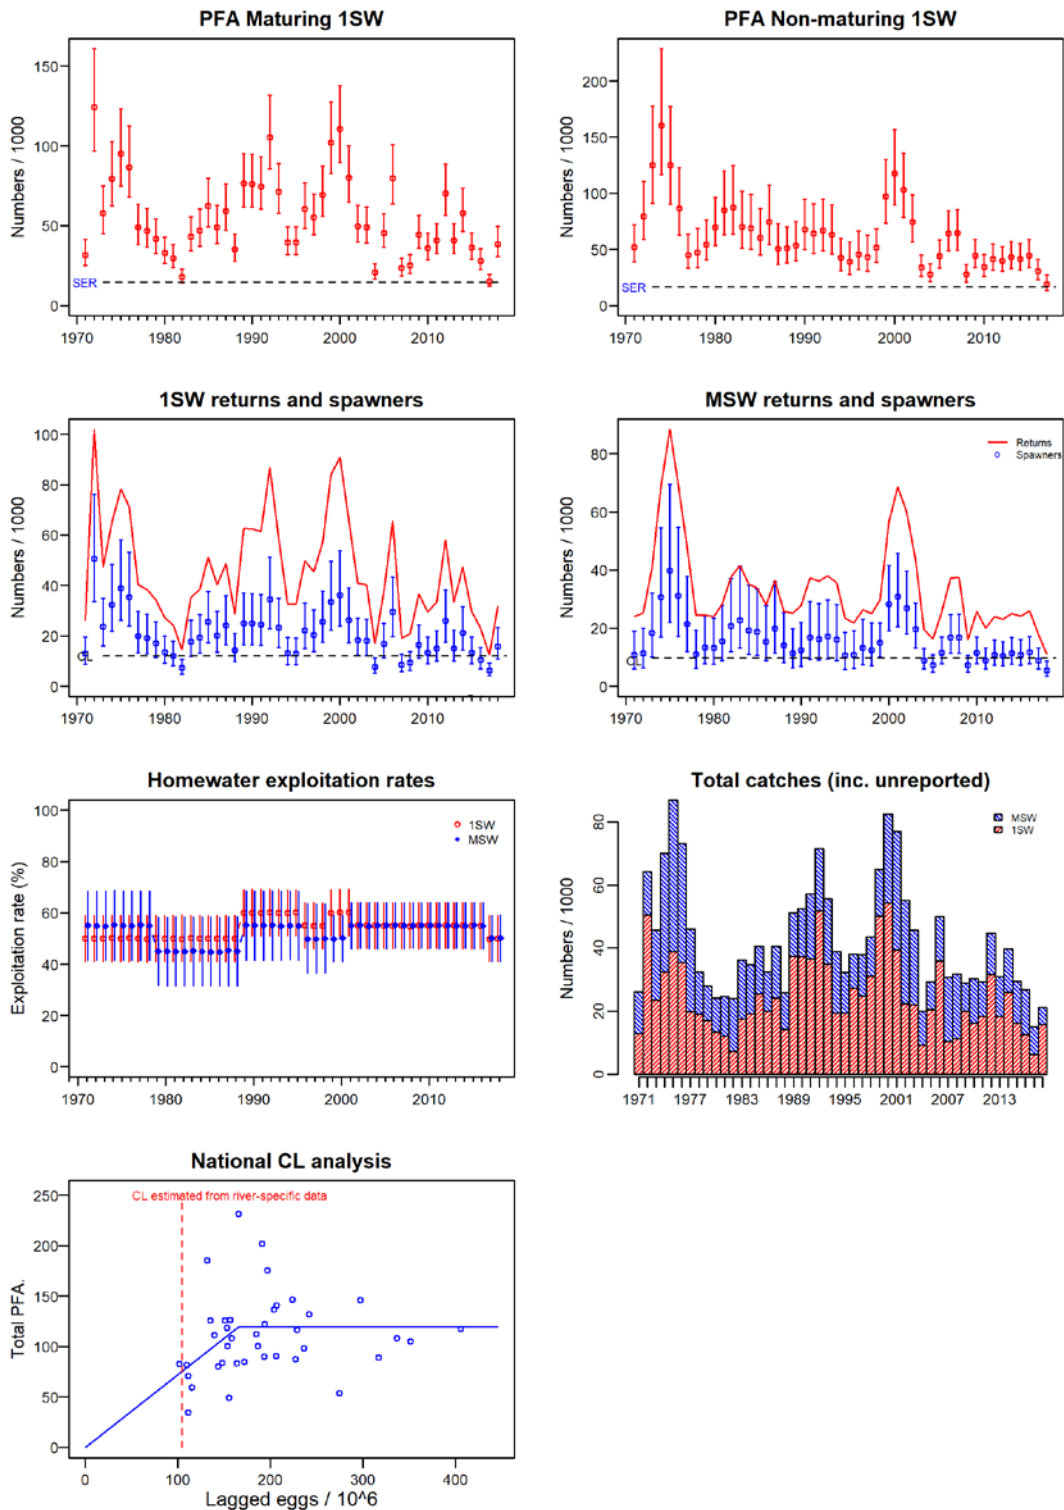 PFA Maturing 1SW
Numbers / 1000
150
100
50
0
SER
1970 1980 1990 2000 2010
PFA Non-maturing 1SW
Numbers / 1000
200
150
100
50
0
SER
1970 1980 1990 2000 2010
1SW returns and spawners
Numbers / 1000
100
80
60
40
20
0
CL
1970 1980 1990 2000 2010
MSW returns and spawners
Numbers / 1000
80
60
40
20
0
CL
Returns
Spawners
1970 1980 1990 2000 2010
Homewater exploitation rates
Exploitation rate (%)
100
80
60
40
20
0
1SW
MSW
1970 1980 1990 2000 2010
Total catches (inc. unreported)
Numbers / 1000
80
60
40
20
0
MSW
1SW
1971 1977 1983 1989 1995 2001 2007 2013
National CL analysis
Total PFA.
250
200
150
100
50
0
CL estimated from river-specific data
0 100 200 300 400
Lagged eggs / 10^6